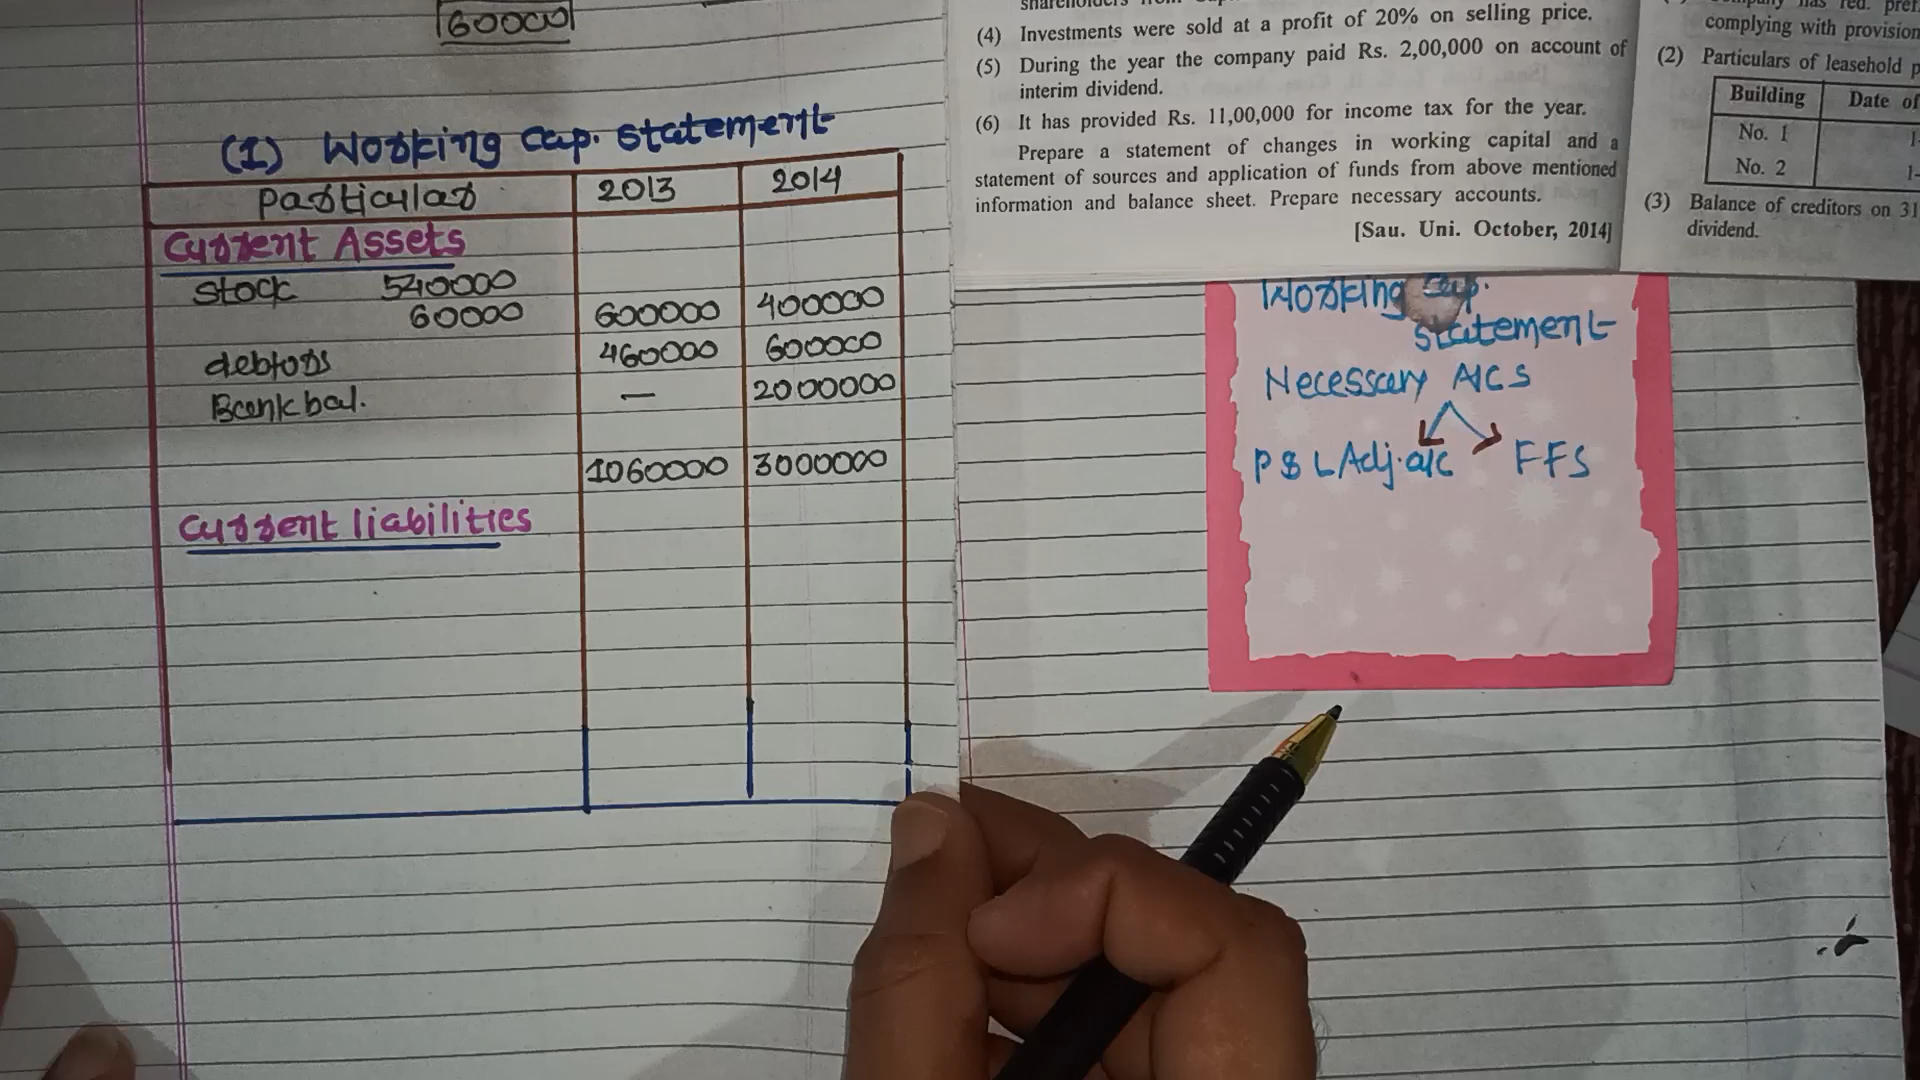 60000
(1) Working Cap. Statement
Particular 2013 2014
Current Assets
Stock 540000
60000 600000 400000
debtors 460000 600000
Bank bal. — 2000000
1060000 3000000
Current liabilities
(4) Investments were sold at a profit of 20% on selling price.
(5) During the year the company paid Rs. 2,00,000 on account of
interim dividend.
(6) It has provided Rs. 11,00,000 for income tax for the year.
Prepare a statement of changes in working capital and a
statement of sources and application of funds from above mentioned
information and balance sheet. Prepare necessary accounts.
[Sau. Uni. October, 2014]
complying with provision
(2) Particulars of leasehold
Building Date of
No. 1
No. 2
(3) Balance of creditors on 31
dividend.
Working Cap.
Statement
Necessary A/CS
P & L Adj. a/c FFS